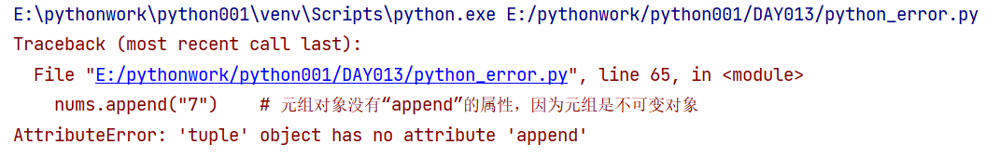 E:\pythonwork\python001\venv\Scripts\python.exe E:/pythonwork/python001/DAY013/python_error.py
Traceback (most recent call last):
  File "E:/pythonwork/python001/DAY013/python_error.py", line 65, in <module>
    nums.append("7")    # 元组对象没有“append”的属性，因为元组是不可变对象
AttributeError: 'tuple' object has no attribute 'append'